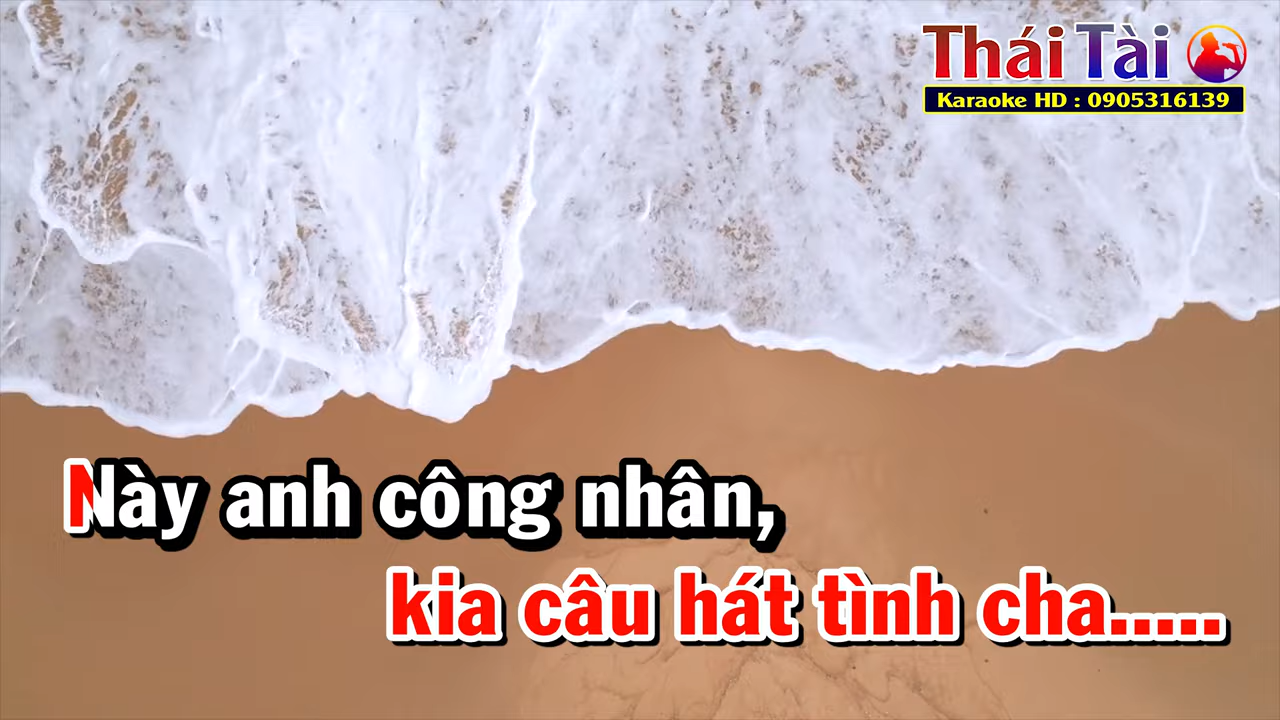 Thái Tài
Karaoke HD : 0905316139
Này anh công nhân,
kia câu hát tình cha.....